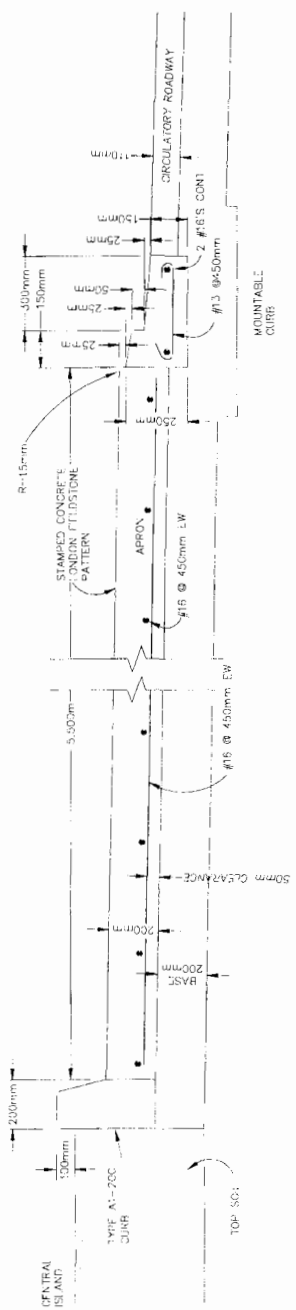 CENTRAL
ISLAND
100mm
200mm
TYPE A1-200
CURB
TOP SOIL
5.500m
200mm
BASE
200mm
50mm CLEARANCE
#16 @ 450mm EW
STAMPED CONCRETE
LONDON FIELDSTONE
PATTERN
APRON
#16 @ 450mm EW
R=15mm
300mm
150mm
25mm
25mm
50mm
25mm
250mm
150mm
110mm
CIRCULATORY ROADWAY
2 #16'S CONT
#13 @450mm
MOUNTABLE
CURB